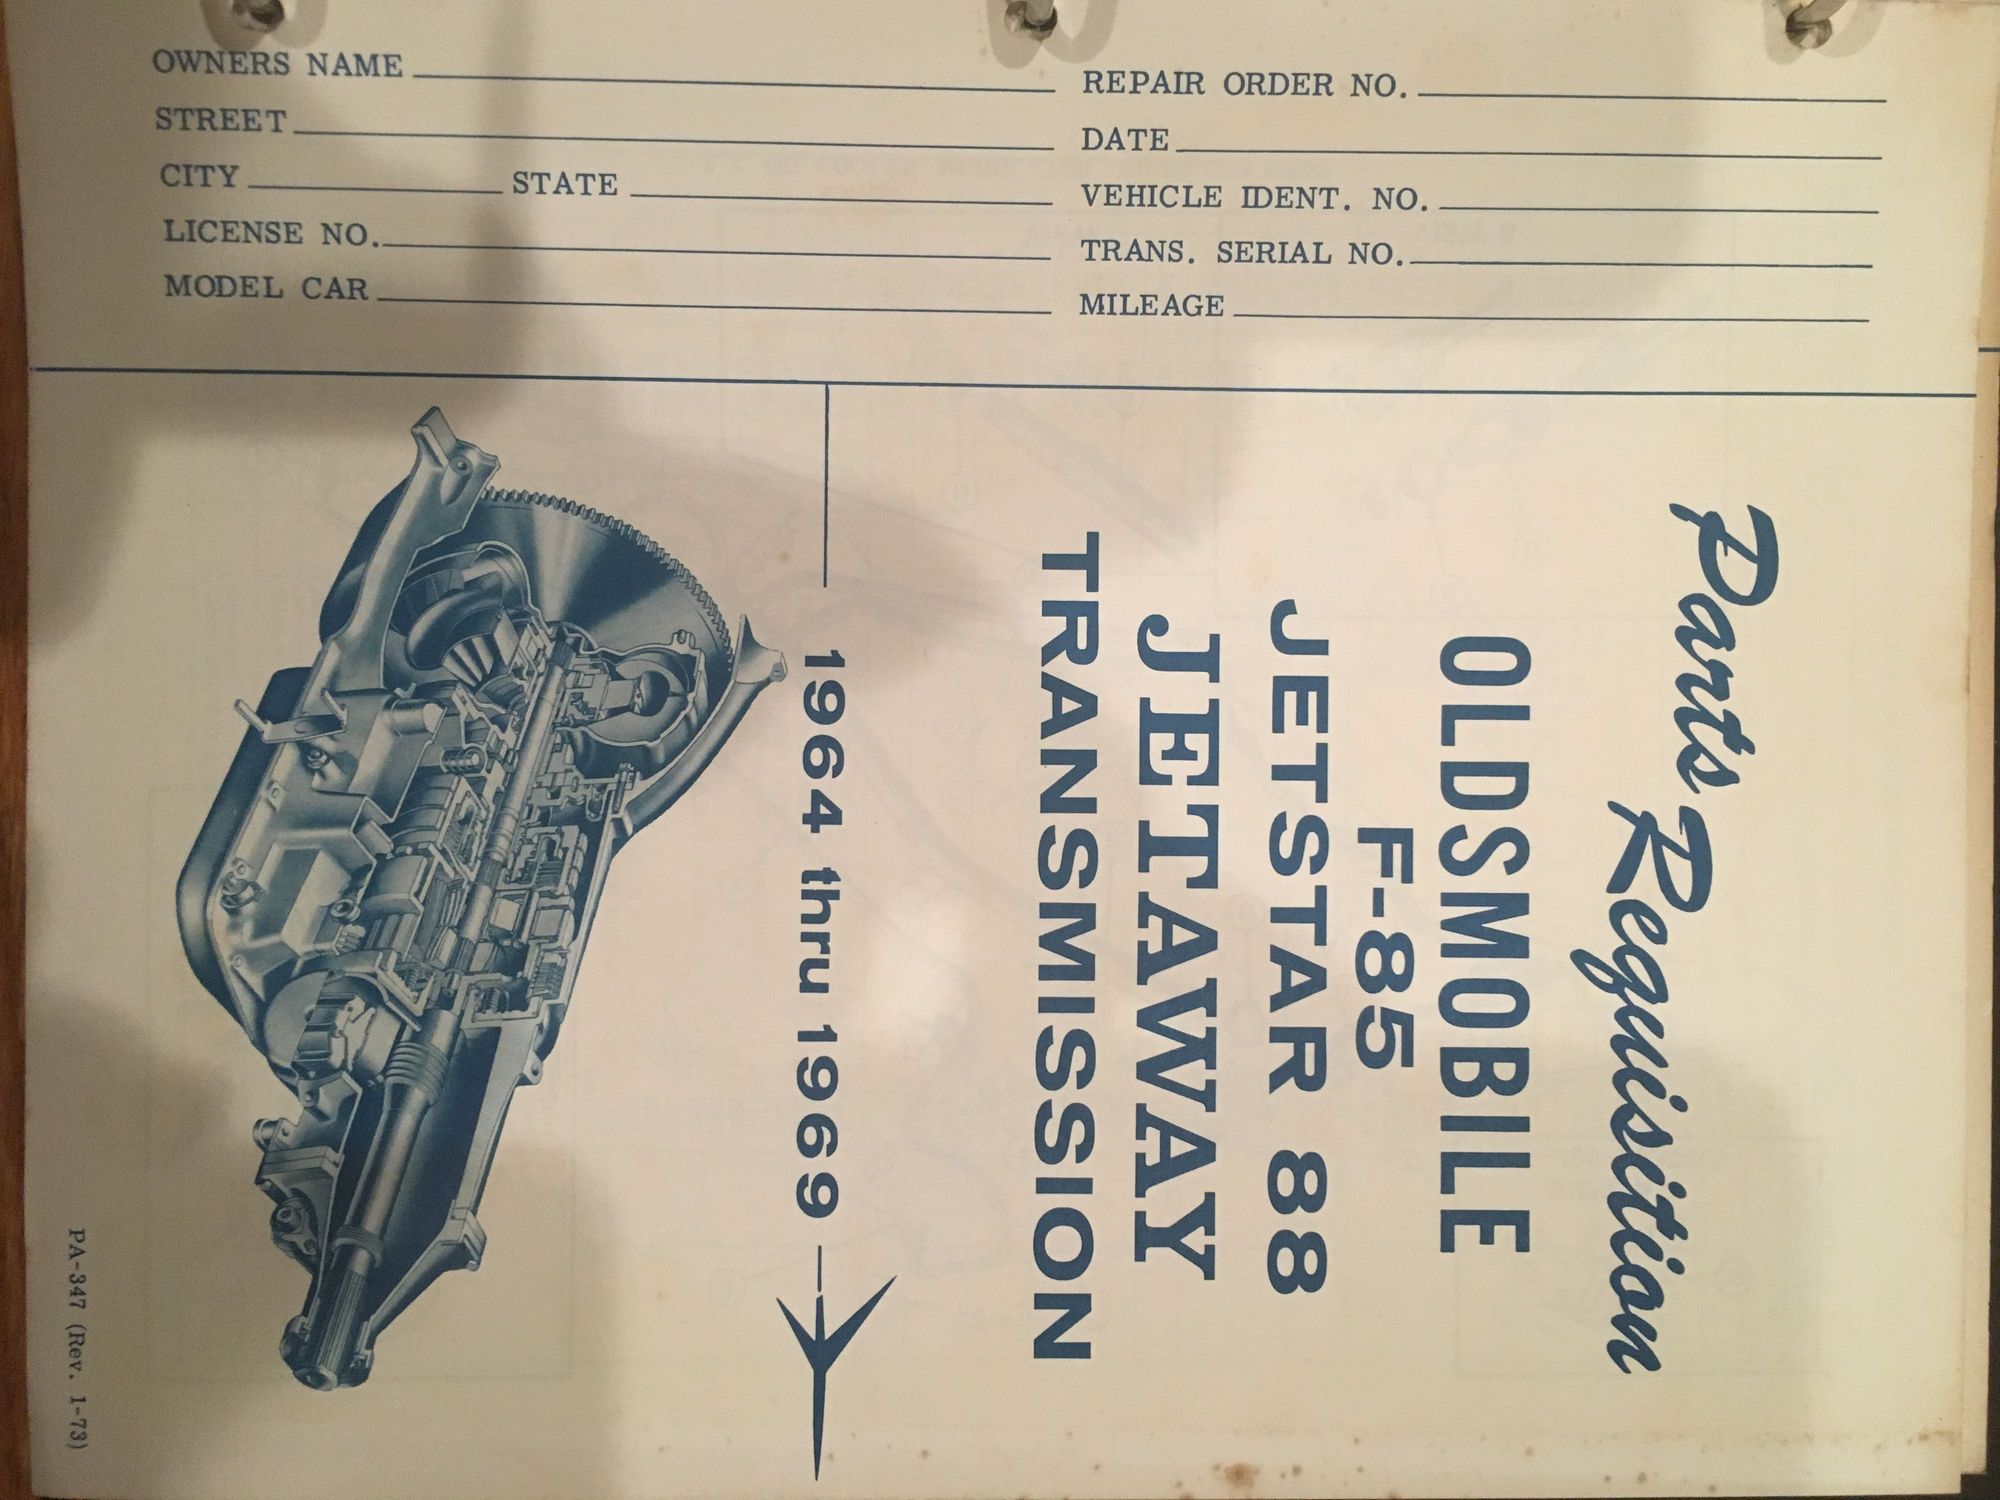 OWNERS NAME
STREET
CITY STATE
LICENSE NO.
MODEL CAR
REPAIR ORDER NO.
DATE
VEHICLE IDENT. NO.
TRANS. SERIAL NO.
MILEAGE
Parts Requisition
OLDSMOBILE
F-85
JETSTAR 88
JETAWAY
TRANSMISSION
1964 thru 1969
PA-347 (Rev. 1-73)